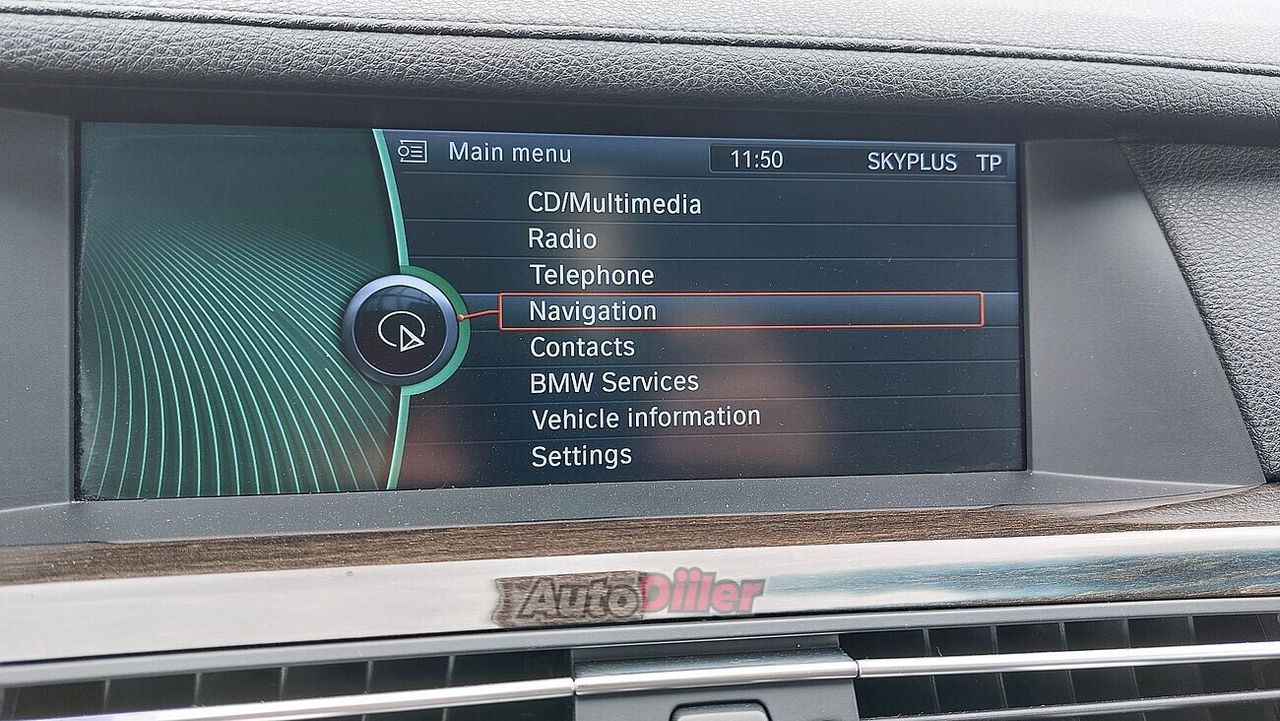 Main menu 11:50 SKYPLUS TP
CD/Multimedia
Radio
Telephone
Navigation
Contacts
BMW Services
Vehicle information
Settings
AutoDiiler